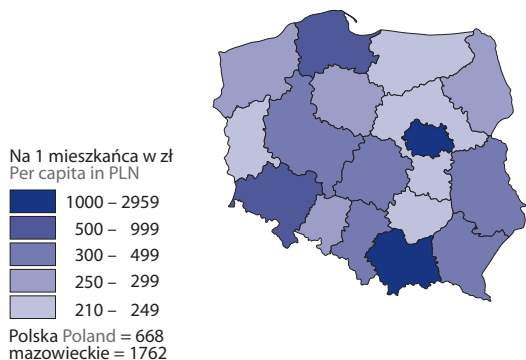 Na 1 mieszkańca w zł
Per capita in PLN
1000 – 2959
500 – 999
300 – 499
250 – 299
210 – 249
Polska Poland = 668
mazowieckie = 1762